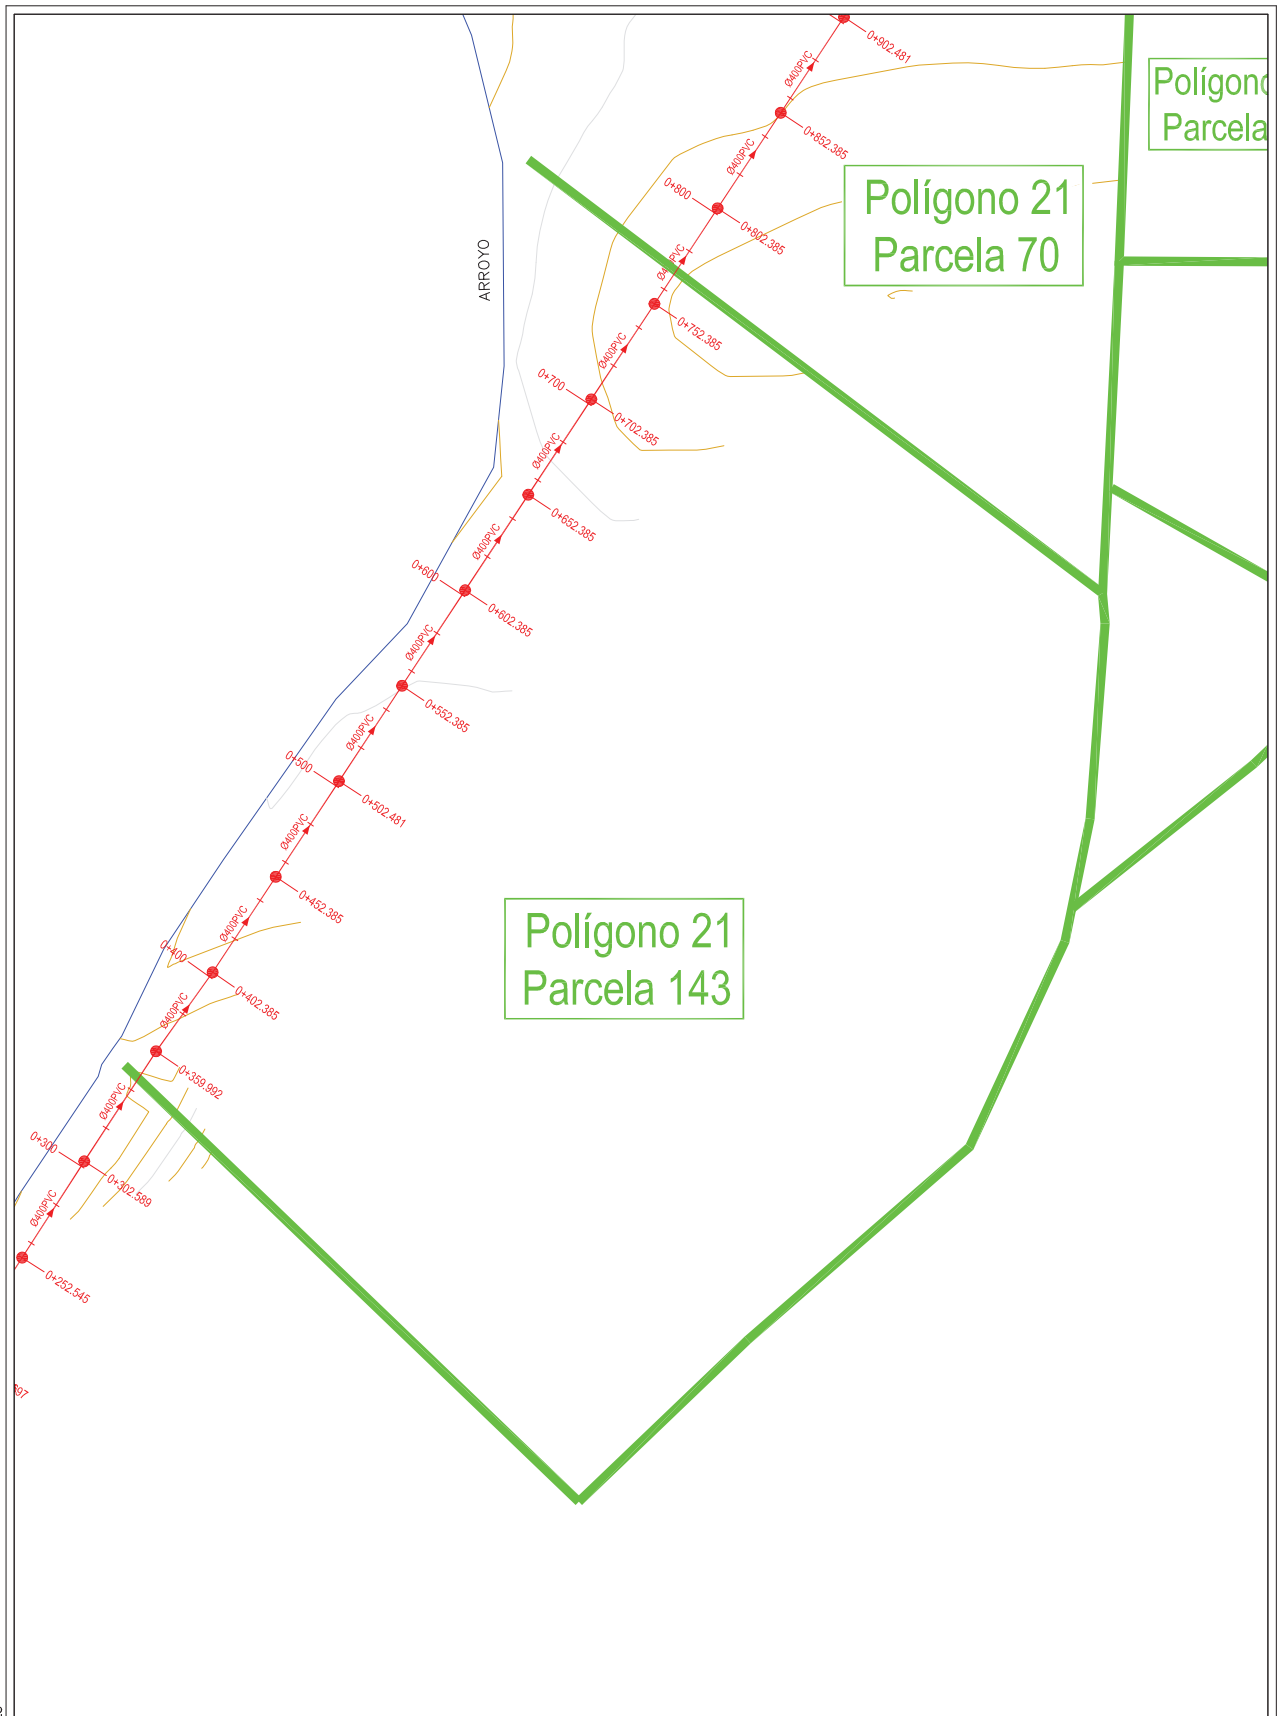 0+902.481
Ø400PVC
Polígono
Parcela
0+852.385
Ø400PVC
0+800
Polígono 21
Parcela 70
0+802.385
ARROYO
Ø400PVC
0+752.385
Ø400PVC
0+700
0+702.385
Ø400PVC
0+652.385
Ø400PVC
0+600
0+602.385
Ø400PVC
0+552.385
Ø400PVC
0+500
0+502.481
Ø400PVC
0+452.385
Ø400PVC
0+400
0+402.385
Polígono 21
Parcela 143
Ø400PVC
0+359.992
Ø400PVC
0+300
0+302.589
Ø400PVC
0+252.545